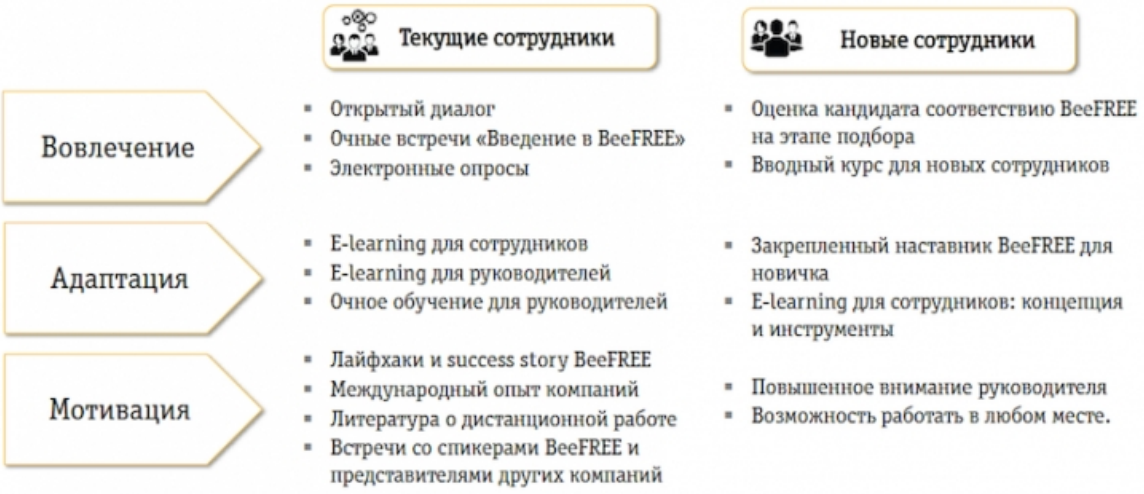 Текущие сотрудники
Новые сотрудники
Вовлечение
Открытый диалог
Очные встречи «Введение в BeeFREE»
Электронные опросы
Оценка кандидата соответствию BeeFREE
на этапе подбора
Вводный курс для новых сотрудников
Адаптация
E-learning для сотрудников
E-learning для руководителей
Очное обучение для руководителей
Закрепленный наставник BeeFREE для
новичка
E-learning для сотрудников: концепция
и инструменты
Мотивация
Лайфхаки и success story BeeFREE
Международный опыт компаний
Литература о дистанционной работе
Встречи со спикерами BeeFREE и
представителями других компаний
Повышенное внимание руководителя
Возможность работать в любом месте.